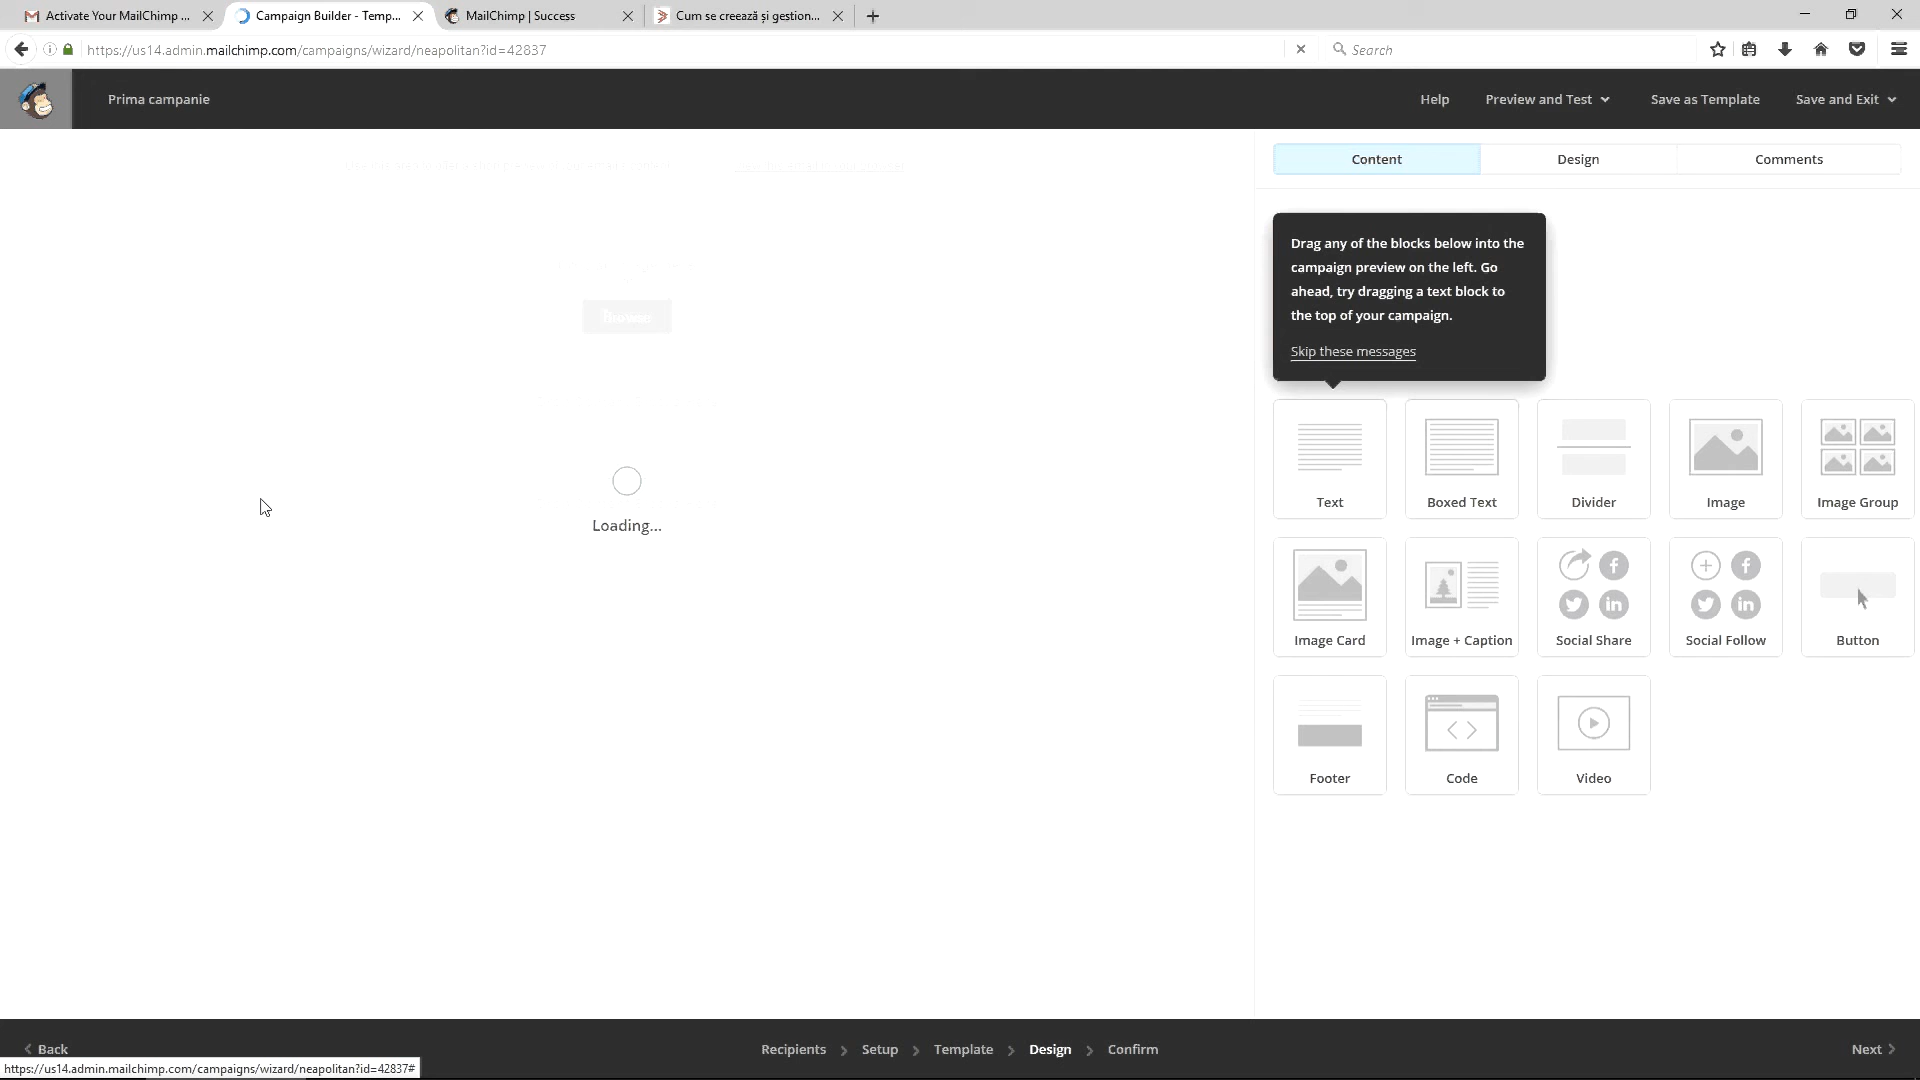 Activate Your MailChimp ...
Campaign Builder - Temp...
MailChimp | Success
Cum se creează și gestion...
https://us14.admin.mailchimp.com/campaigns/wizard/neapolitan?id=42837
Search
Prima campanie
Help
Preview and Test
Save as Template
Save and Exit
Content
Design
Comments
Drag any of the blocks below into the
campaign preview on the left. Go
ahead, try dragging a text block to
the top of your campaign.
Skip these messages
Loading...
Text
Boxed Text
Divider
Image
Image Group
Image Card
Image + Caption
Social Share
Social Follow
Button
Footer
Code
Video
Back
Recipients
Setup
Template
Design
Confirm
Next
https://us14.admin.mailchimp.com/campaigns/wizard/neapolitan?id=42837#